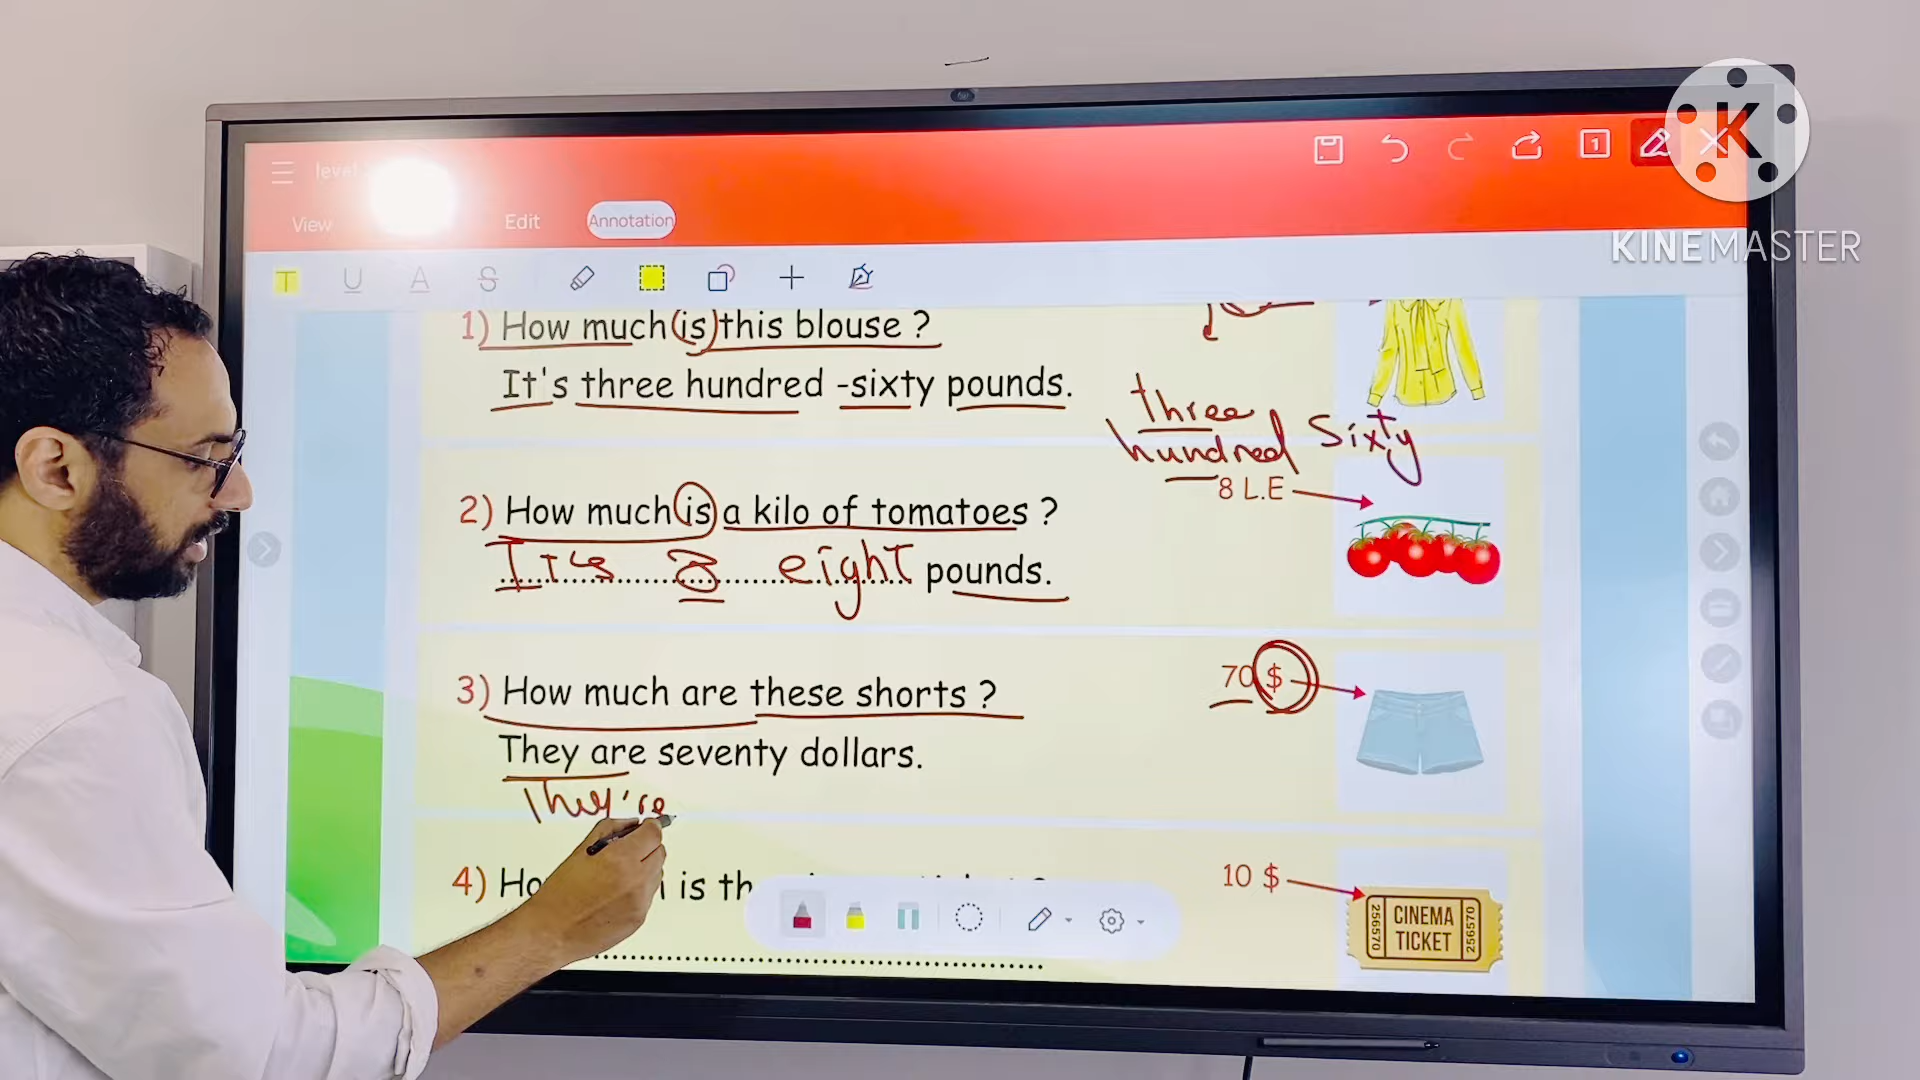 K
KINEMASTER
level
View Edit Annotation
T U A S
1) How much is this blouse ?
It's three hundred -sixty pounds.
three
hundred Sixty
8 L.E
2) How much is a kilo of tomatoes ?
It's 8 eight pounds.
70 $
3) How much are these shorts ?
They are seventy dollars.
They're
10 $
4) is
256570 CINEMA TICKET 256570